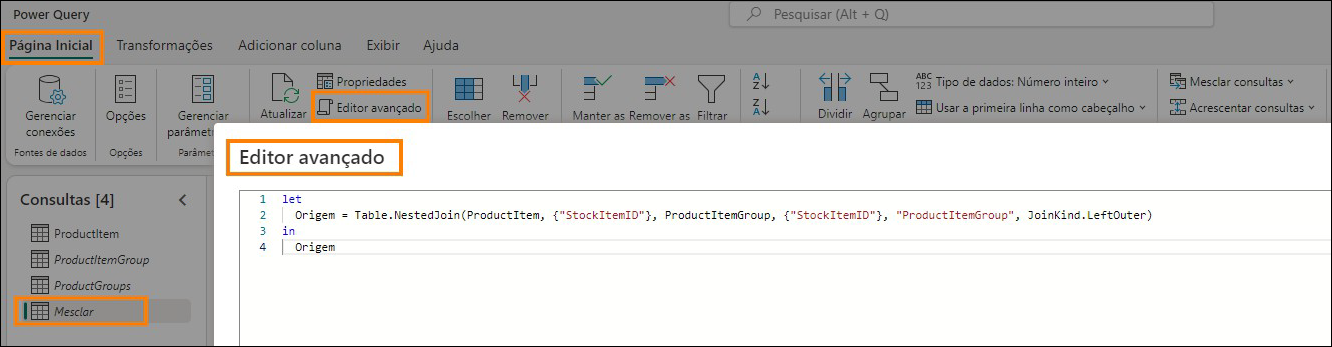 Power Query
Pesquisar (Alt + Q)
Página Inicial Transformações Adicionar coluna Exibir Ajuda
Gerenciar conexões
Fontes de dados
Opções
Opções
Gerenciar
Atualizar
Propriedades
Editor avançado
Escolher
Remover
Manter as
Remover as
Filtrar
A
Z
Z
A
Dividir
Agrupar
ABC
123
Tipo de dados: Número inteiro
Usar a primeira linha como cabeçalho
Mesclar consultas
Acrescentar consultas
Editor avançado
Consultas [4]
ProductItem
ProductItemGroup
ProductGroups
Mesclar
1 let
2 Origem = Table.NestedJoin(ProductItem, {"StockItemID"}, ProductItemGroup, {"StockItemID"}, "ProductItemGroup", JoinKind.LeftOuter)
3 in
4 Origem